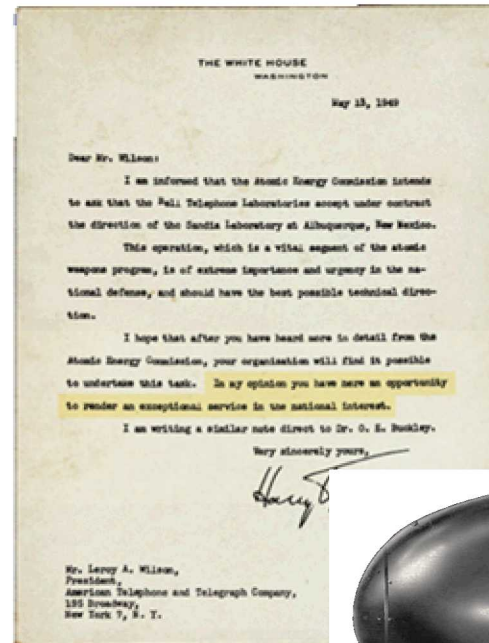 THE WHITE HOUSE
WASHINGTON
May 13, 1949
Dear Mr. Wilson:
I am informed that the Atomic Energy Commission intends
to ask that the Bell Telephone Laboratories accept under contract
the direction of the Sandia Laboratory at Albuquerque, New Mexico.
This operation, which is a vital segment of the atomic
weapons program, is of extreme importance and urgency in the na-
tional defense, and should have the best possible technical direc-
tion.
I hope that after you have heard more in detail from the
Atomic Energy Commission, your organization will find it possible
to undertake this task. In my opinion you have here an opportunity
to render an exceptional service in the national interest.
I am writing a similar note direct to Dr. O. E. Buckley.
Very sincerely yours,
Harry
Mr. Leroy A. Wilson,
President,
American Telephone and Telegraph Company,
195 Broadway,
New York 7, N. Y.